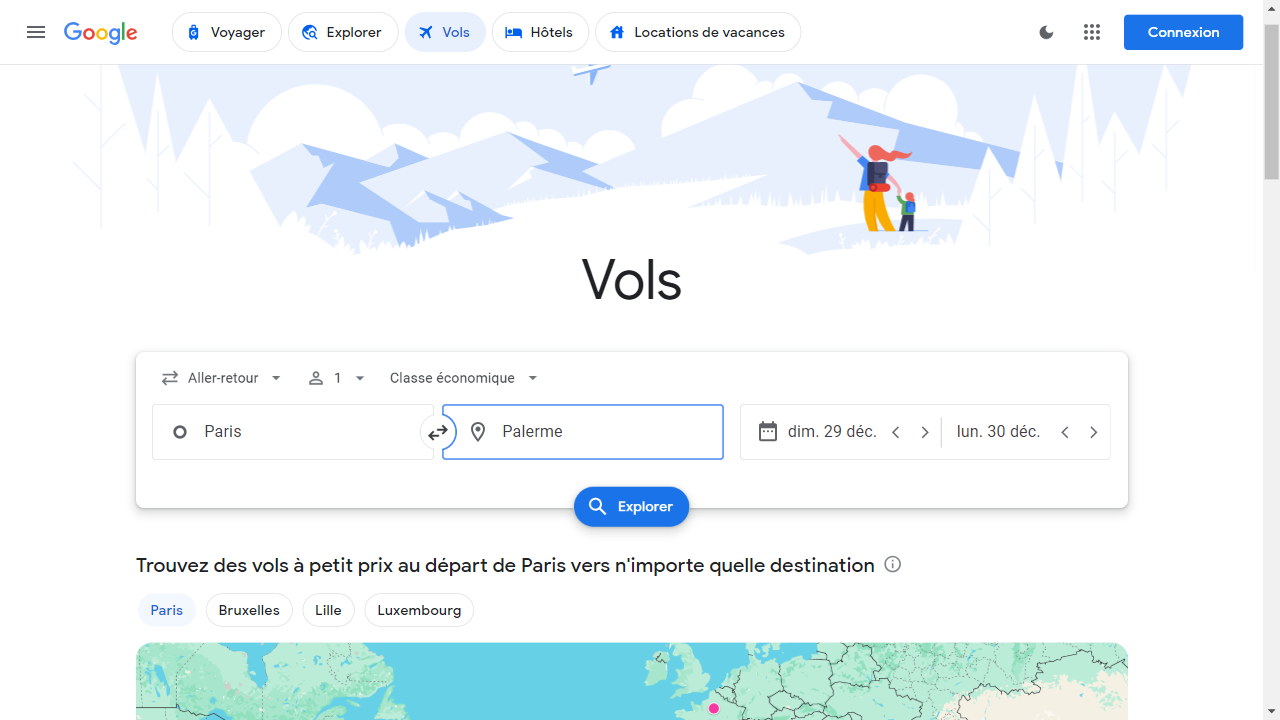 Google
Voyager
Explorer
Vols
Hôtels
Locations de vacances
Connexion
Vols
Aller-retour
1
Classe économique
Paris
Palerme
dim. 29 déc.
lun. 30 déc.
Explorer
Trouvez des vols à petit prix au départ de Paris vers n'importe quelle destination
Paris
Bruxelles
Lille
Luxembourg